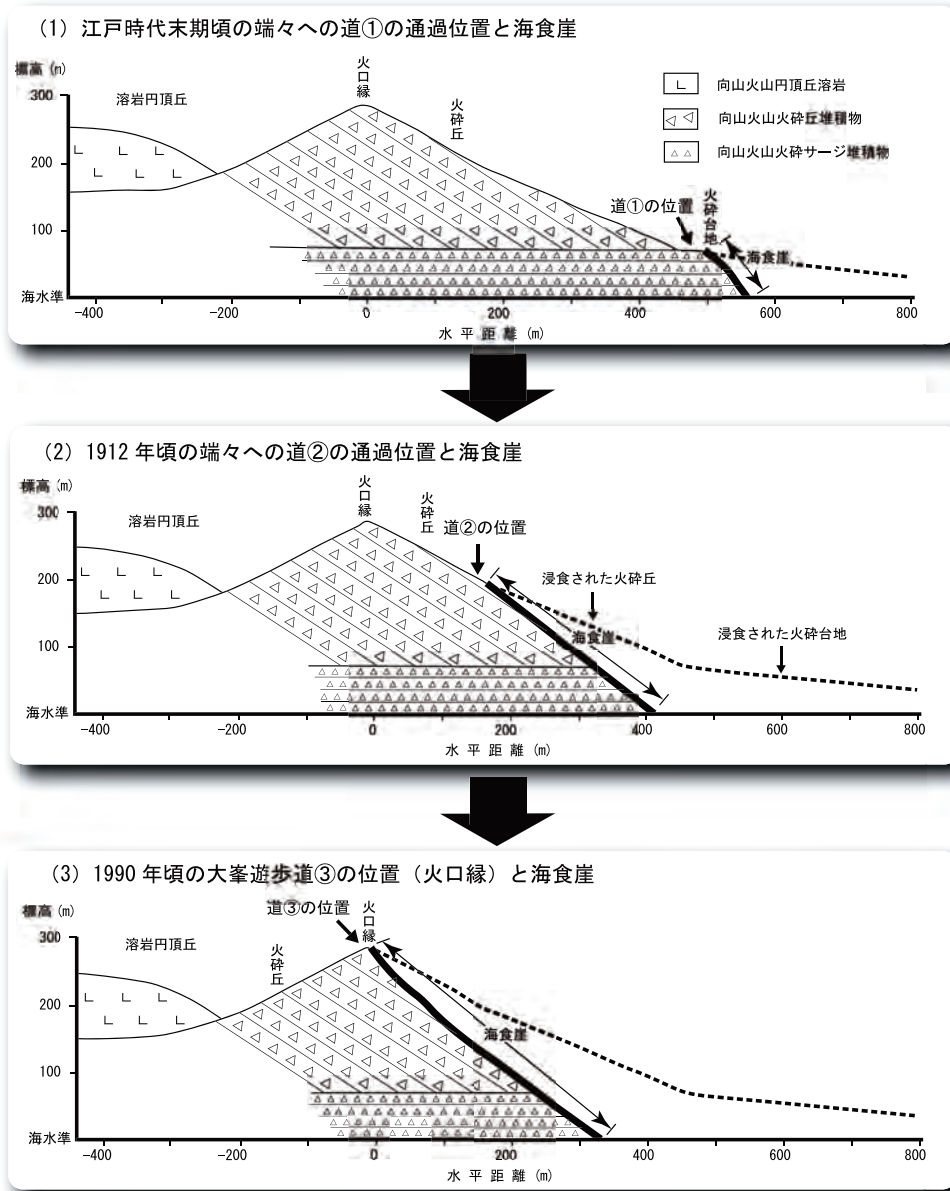 （1）江戸時代末期頃の端々への道①の通過位置と海食崖
標高（m）
溶岩円頂丘
火口縁
火砕丘
向山火山円頂丘溶岩
向山火山火砕丘堆積物
向山火山火砕サージ堆積物
道①の位置
火砕台地
海食崖
300
200
100
海水準
-400 -200 0 200 400 600 800
水平距離（m）
（2）1912年頃の端々への道②の通過位置と海食崖
標高（m）
溶岩円頂丘
火口縁
火砕丘
道②の位置
浸食された火砕丘
海食崖
浸食された火砕台地
300
200
100
海水準
-400 -200 0 200 400 600 800
水平距離（m）
（3）1990年頃の大峯遊歩道③の位置（火口縁）と海食崖
標高（m）
道③の位置
火口縁
溶岩円頂丘
火砕丘
海食崖
300
200
100
海水準
-400 -200 0 200 400 600 800
水平距離（m）